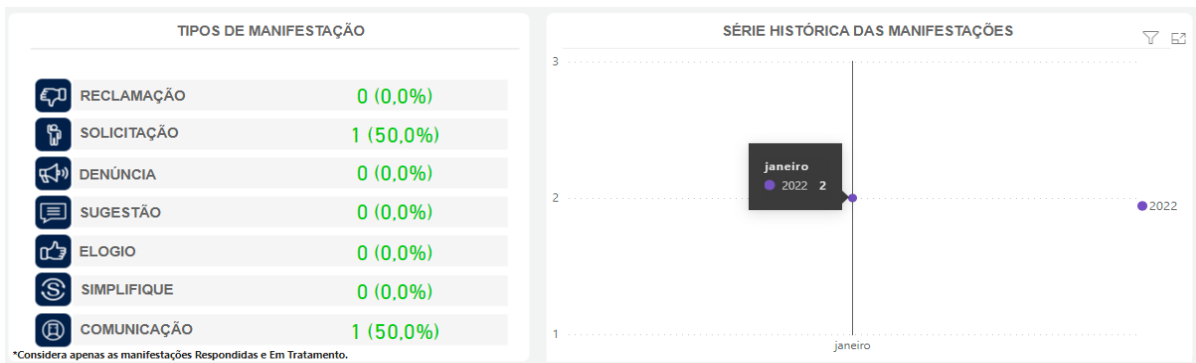 TIPOS DE MANIFESTAÇÃO
RECLAMAÇÃO 0 (0,0%)
SOLICITAÇÃO 1 (50,0%)
DENÚNCIA 0 (0,0%)
SUGESTÃO 0 (0,0%)
ELOGIO 0 (0,0%)
SIMPLIFIQUE 0 (0,0%)
COMUNICAÇÃO 1 (50,0%)
*Considera apenas as manifestações Respondidas e Em Tratamento.
SÉRIE HISTÓRICA DAS MANIFESTAÇÕES
3
janeiro
2022 2
2
2022
1
janeiro